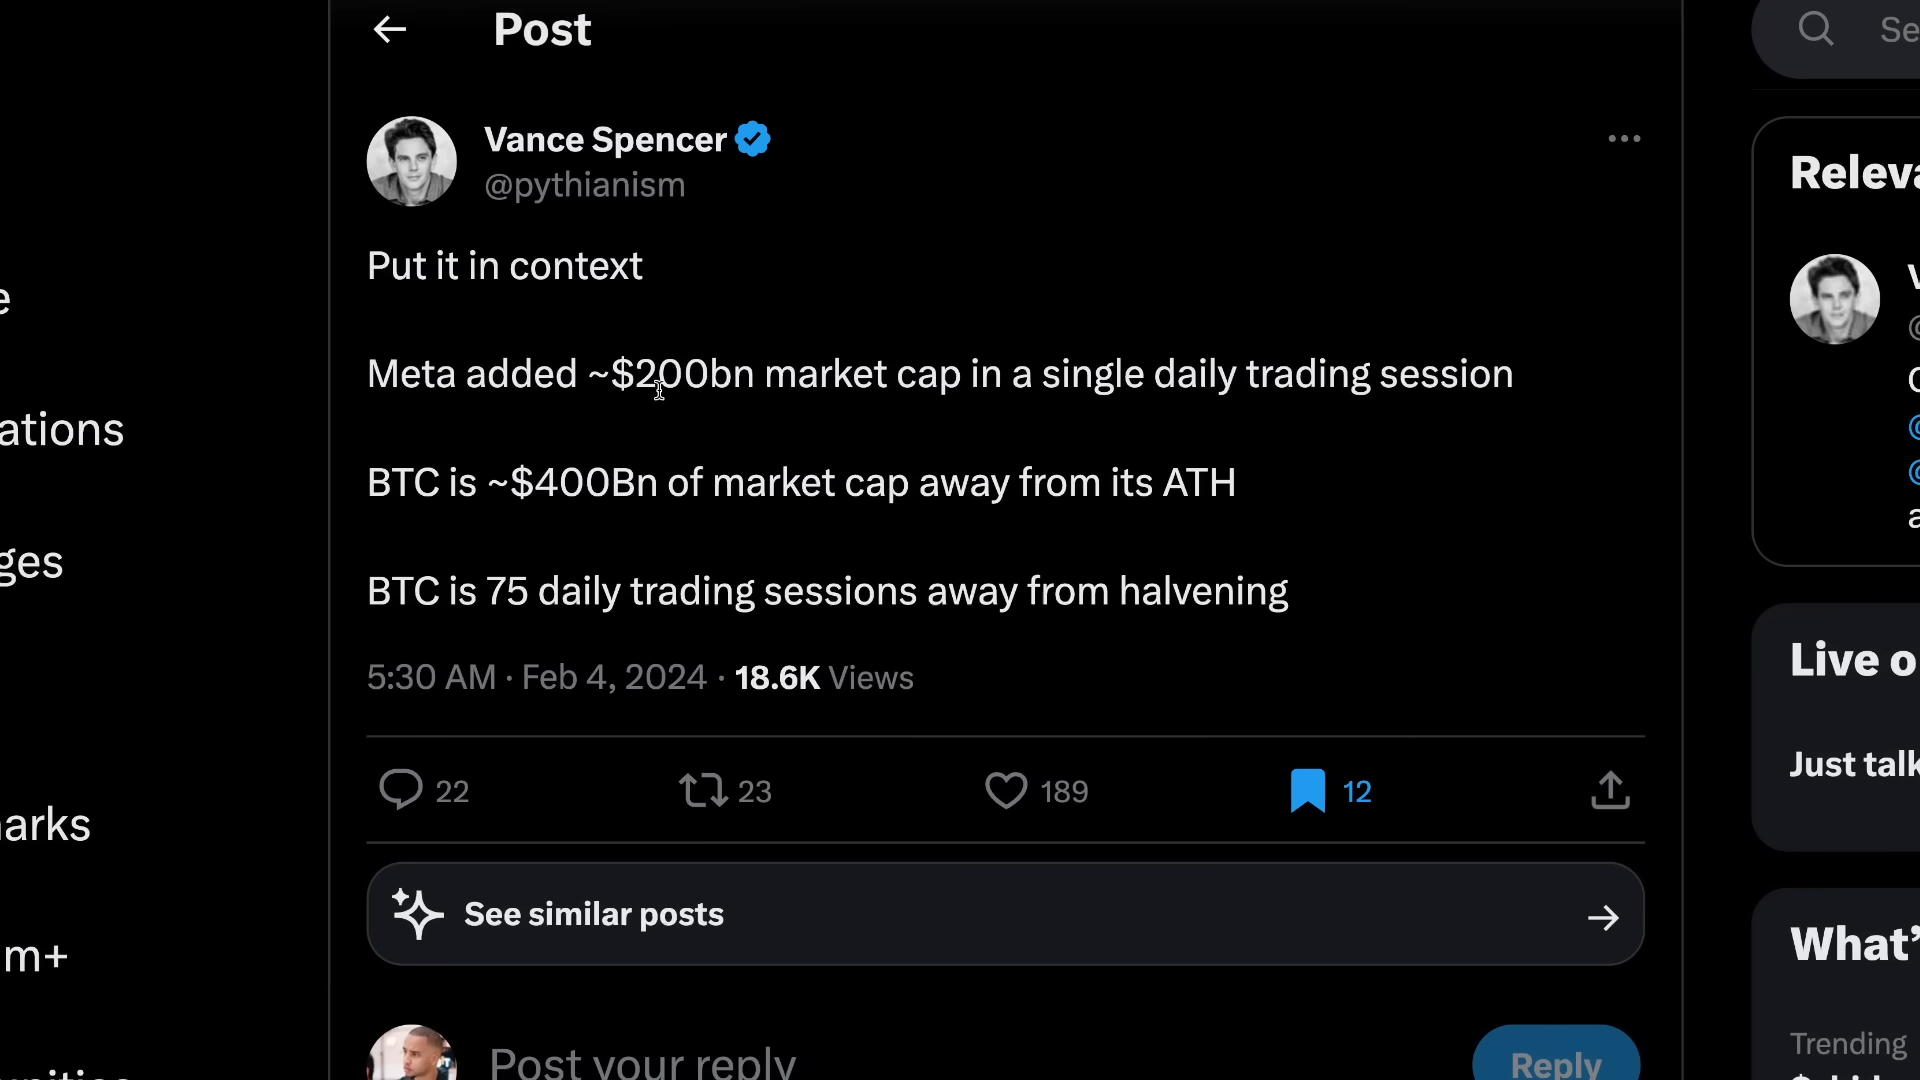 Post
Se
Vance Spencer
@pythianism
Put it in context
Meta added ~$200bn market cap in a single daily trading session
BTC is ~$400Bn of market cap away from its ATH
BTC is 75 daily trading sessions away from halvening
5:30 AM · Feb 4, 2024 · 18.6K Views
22
23
189
12
See similar posts
Post your reply
Reply
e
ations
ges
arks
m+
Releva
@
@
@
a
Live o
Just talk
What’
Trending